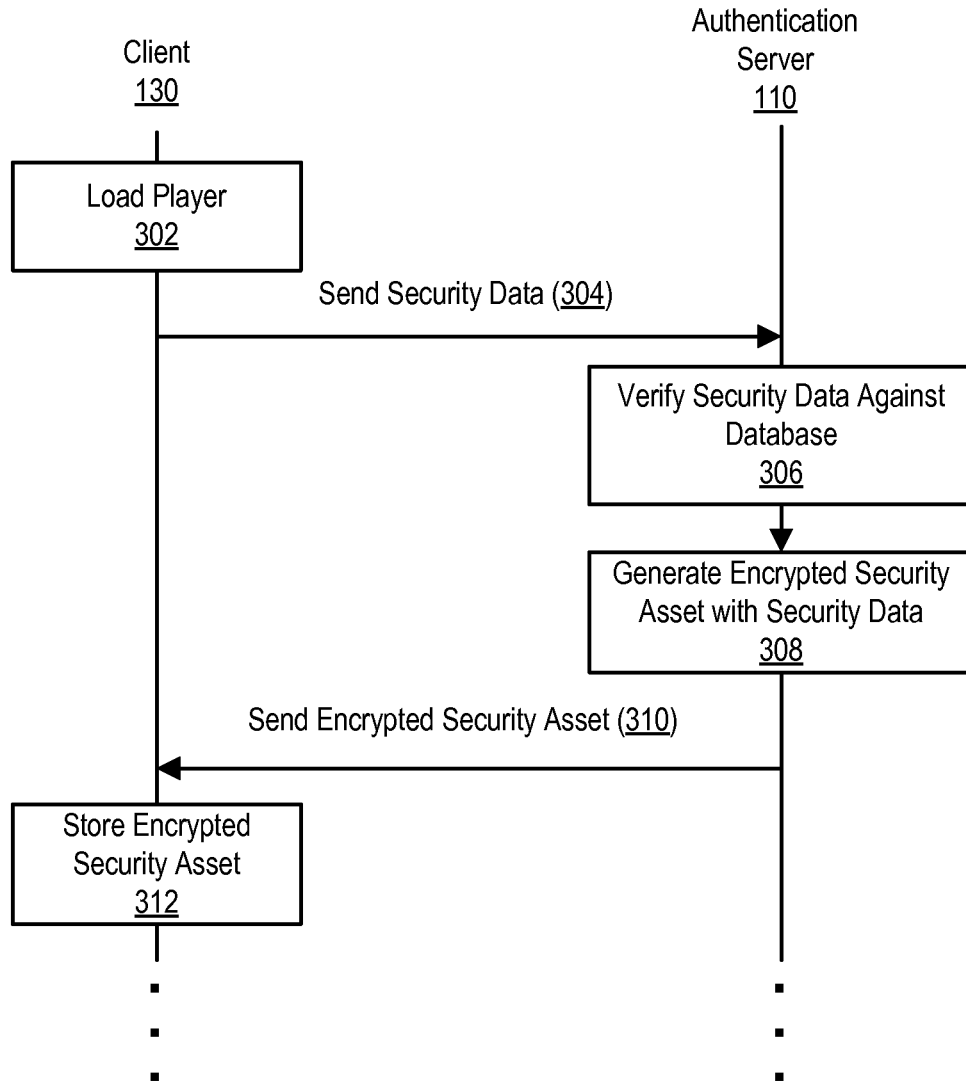 Client
130
Authentication
Server
110
Load Player
302
Send Security Data (304)
Verify Security Data Against
Database
306
Generate Encrypted Security
Asset with Security Data
308
Send Encrypted Security Asset (310)
Store Encrypted
Security Asset
312